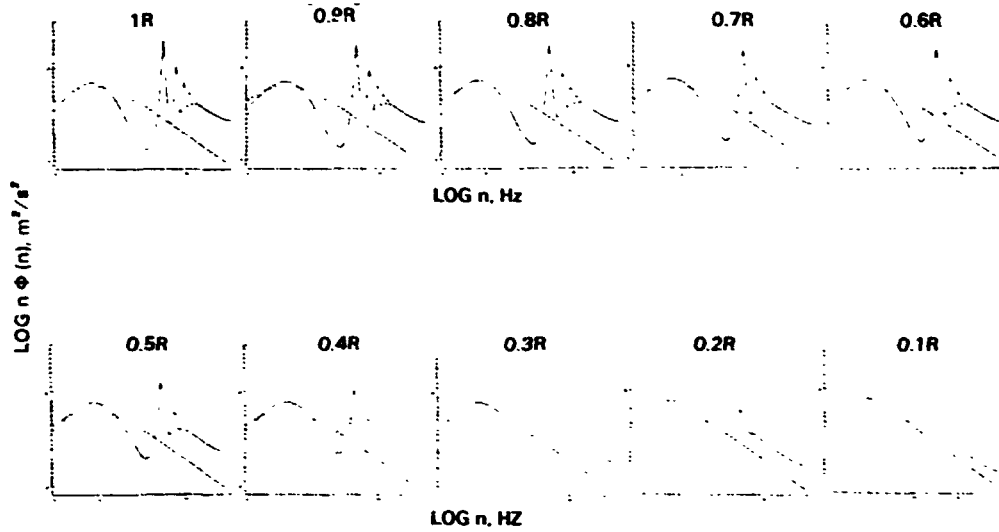 1R 0.9R 0.8R 0.7R 0.6R
LOG n Φ (n), m²/s²
LOG n, Hz
0.5R 0.4R 0.3R 0.2R 0.1R
LOG n, HZ